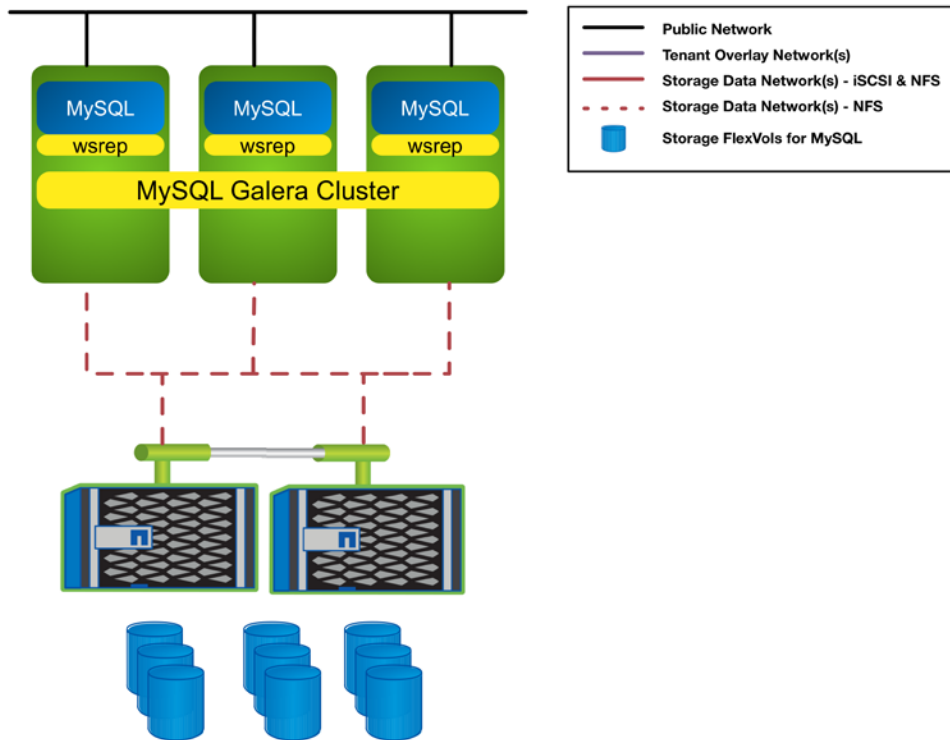 MySQL
MySQL
MySQL
wsrep
wsrep
wsrep
MySQL Galera Cluster
Public Network
Tenant Overlay Network(s)
Storage Data Network(s) - iSCSI & NFS
Storage Data Network(s) - NFS
Storage FlexVols for MySQL